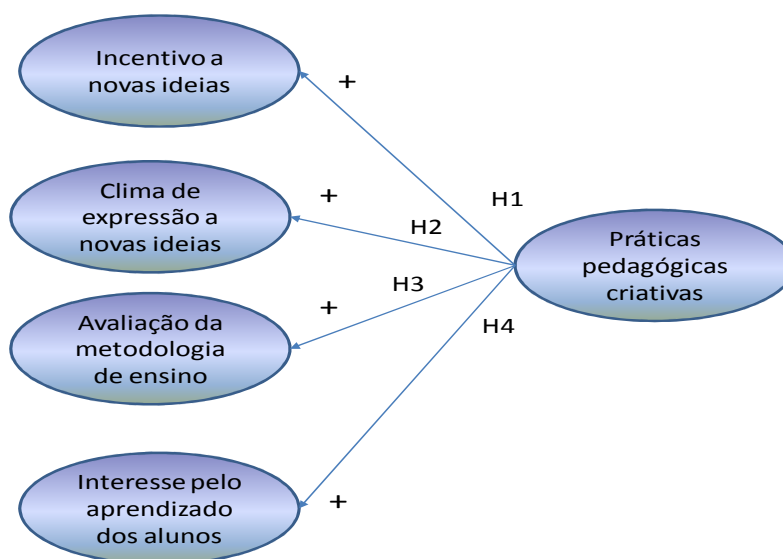 Incentivo a
novas ideias
+
H1
Clima de
expressão a
novas ideias
+
H2
Práticas
pedagógicas
criativas
Avaliação da
metodologia
de ensino
+
H3
H4
Interesse pelo
aprendizado
dos alunos
+